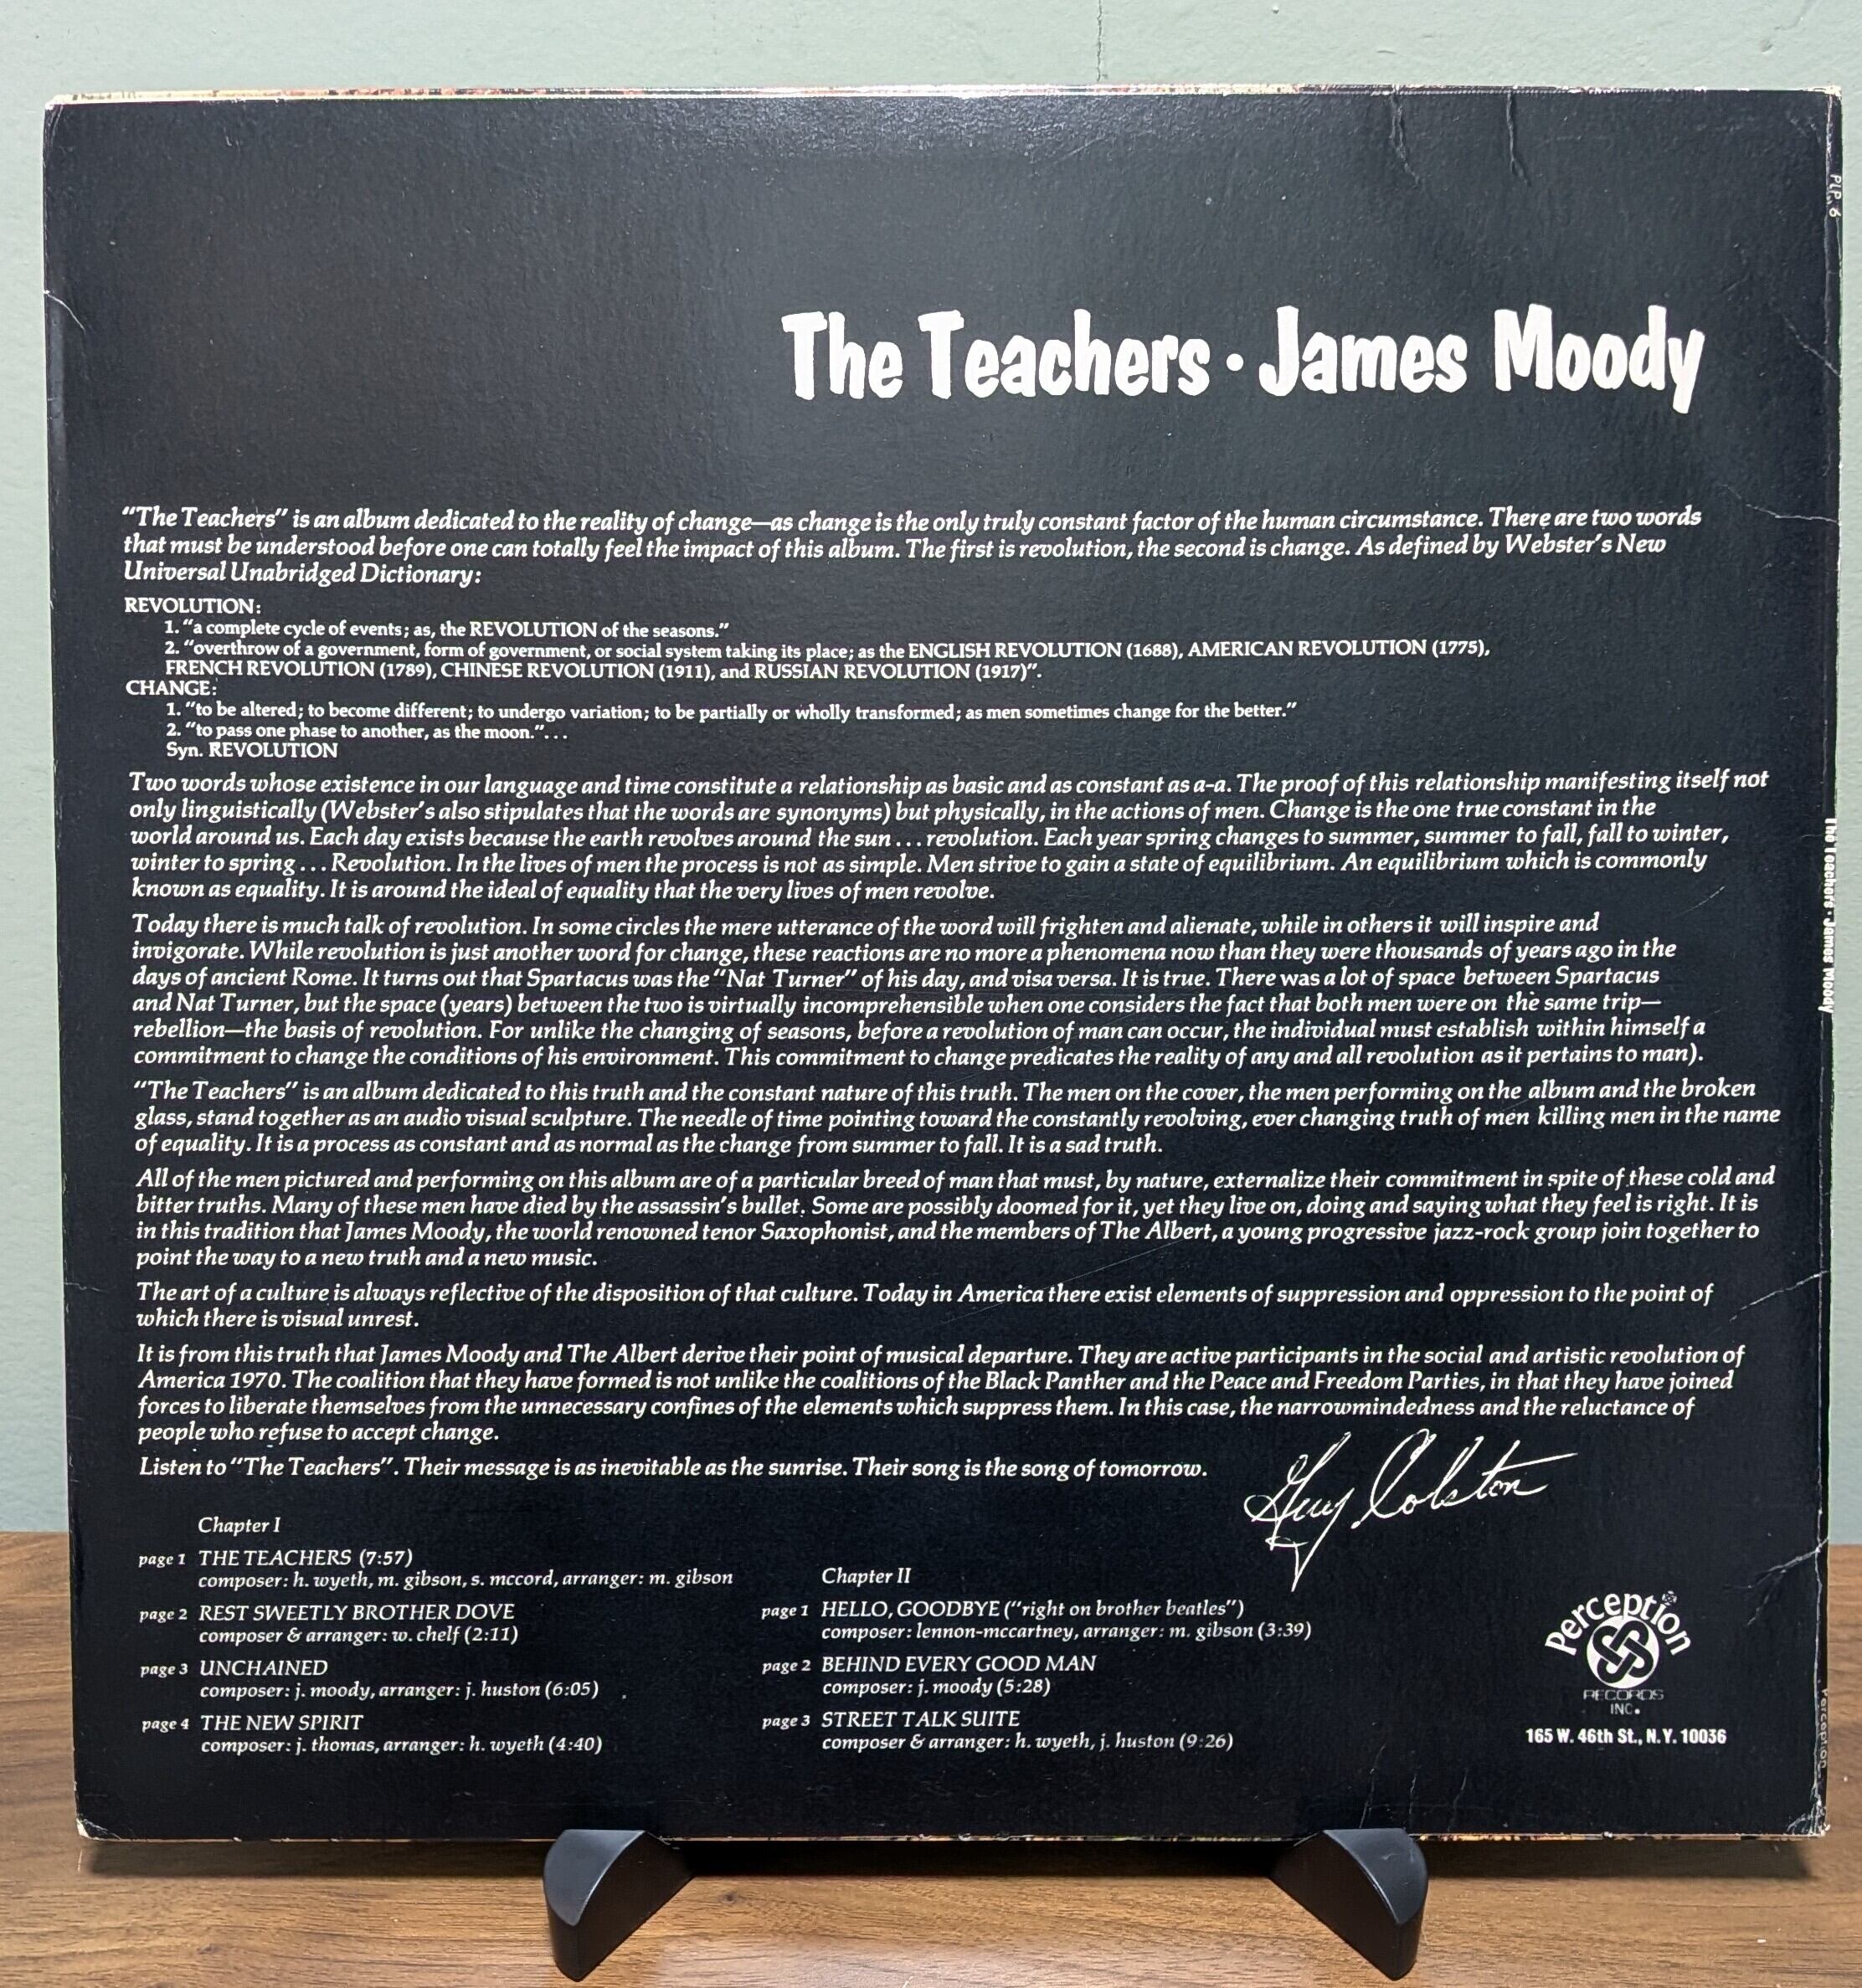 PLP 6
The Teachers · James Moody
"The Teachers" is an album dedicated to the reality of change—as change is the only truly constant factor of the human circumstance. There are two words
that must be understood before one can totally feel the impact of this album. The first is revolution, the second is change. As defined by Webster's New
Universal Unabridged Dictionary:
REVOLUTION:
1. "a complete cycle of events; as, the REVOLUTION of the seasons."
2. "overthrow of a government, form of government, or social system taking its place; as the ENGLISH REVOLUTION (1688), AMERICAN REVOLUTION (1775),
FRENCH REVOLUTION (1789), CHINESE REVOLUTION (1911), and RUSSIAN REVOLUTION (1917)".
CHANGE:
1. "to be altered; to become different; to undergo variation; to be partially or wholly transformed; as men sometimes change for the better."
2. "to pass one phase to another, as the moon."...
Syn. REVOLUTION
Two words whose existence in our language and time constitute a relationship as basic and as constant as a-a. The proof of this relationship manifesting itself not
only linguistically (Webster's also stipulates that the words are synonyms) but physically, in the actions of men. Change is the one true constant in the
world around us. Each day exists because the earth revolves around the sun... revolution. Each year spring changes to summer, summer to fall, fall to winter,
winter to spring... Revolution. In the lives of men the process is not as simple. Men strive to gain a state of equilibrium. An equilibrium which is commonly
known as equality. It is around the ideal of equality that the very lives of men revolve.
Today there is much talk of revolution. In some circles the mere utterance of the word will frighten and alienate, while in others it will inspire and
invigorate. While revolution is just another word for change, these reactions are no more a phenomena now than they were thousands of years ago in the
days of ancient Rome. It turns out that Spartacus was the "Nat Turner" of his day, and visa versa. It is true. There was a lot of space between Spartacus
and Nat Turner, but the space (years) between the two is virtually incomprehensible when one considers the fact that both men were on the same trip—
rebellion—the basis of revolution. For unlike the changing of seasons, before a revolution of man can occur, the individual must establish within himself a
commitment to change the conditions of his environment. This commitment to change predicates the reality of any and all revolution as it pertains to man).
"The Teachers" is an album dedicated to this truth and the constant nature of this truth. The men on the cover, the men performing on the album and the broken
glass, stand together as an audio visual sculpture. The needle of time pointing toward the constantly revolving, ever changing truth of men killing men in the name
of equality. It is a process as constant and as normal as the change from summer to fall. It is a sad truth.
All of the men pictured and performing on this album are of a particular breed of man that must, by nature, externalize their commitment in spite of these cold and
bitter truths. Many of these men have died by the assassin's bullet. Some are possibly doomed for it, yet they live on, doing and saying what they feel is right. It is
in this tradition that James Moody, the world renowned tenor Saxophonist, and the members of The Albert, a young progressive jazz-rock group join together to
point the way to a new truth and a new music.
The art of a culture is always reflective of the disposition of that culture. Today in America there exist elements of suppression and oppression to the point of
which there is visual unrest.
It is from this truth that James Moody and The Albert derive their point of musical departure. They are active participants in the social and artistic revolution of
America 1970. The coalition that they have formed is not unlike the coalitions of the Black Panther and the Peace and Freedom Parties, in that they have joined
forces to liberate themselves from the unnecessary confines of the elements which suppress them. In this case, the narrowmindedness and the reluctance of
people who refuse to accept change.
Listen to "The Teachers". Their message is as inevitable as the sunrise. Their song is the song of tomorrow.
Colston
Chapter I
page 1 THE TEACHERS (7:57)
composer: h. wyeth, m. gibson, s. mccord, arranger: m. gibson
page 2 REST SWEETLY BROTHER DOVE
composer & arranger: w. chelf (2:11)
page 3 UNCHAINED
composer: j. moody, arranger: j. huston (6:05)
page 4 THE NEW SPIRIT
composer: j. thomas, arranger: h. wyeth (4:40)
Chapter II
page 1 HELLO, GOODBYE ("right on brother beatles")
composer: lennon-mccartney, arranger: m. gibson (3:39)
page 2 BEHIND EVERY GOOD MAN
composer: j. moody (5:28)
page 3 STREET TALK SUITE
composer & arranger: h. wyeth, j. huston (9:26)
Perception
RECORDS
INC.
165 W. 46th St., N.Y. 10036
The Teachers · James Moody
Perception